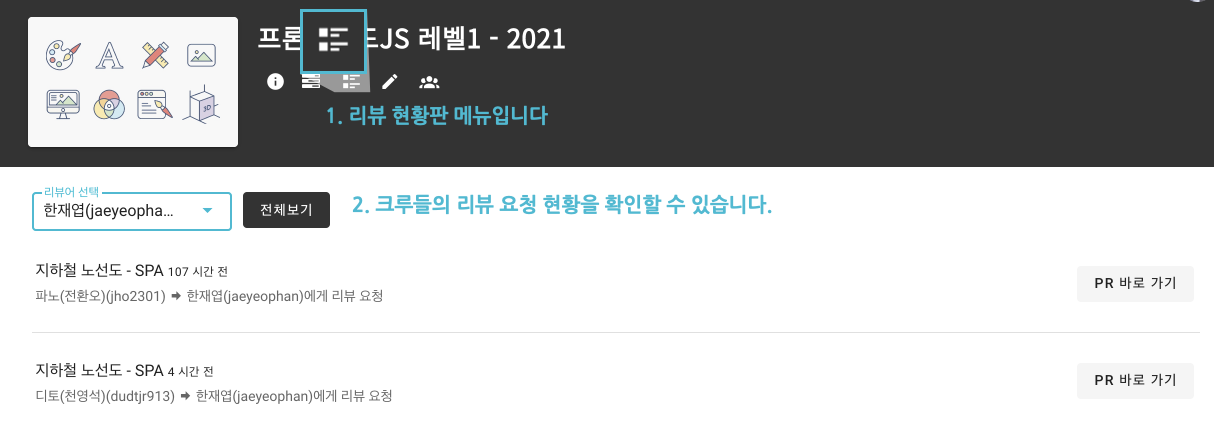 프론 드JS 레벨1 - 2021
1. 리뷰 현황판 메뉴입니다
리뷰어 선택
한재엽(jaeyeopha...
전체보기
2. 크루들의 리뷰 요청 현황을 확인할 수 있습니다.
지하철 노선도 - SPA 107 시간 전
파노(전환오)(jho2301) ➡ 한재엽(jaeyeophan)에게 리뷰 요청
PR 바로 가기
지하철 노선도 - SPA 4 시간 전
디토(천영석)(dudtjr913) ➡ 한재엽(jaeyeophan)에게 리뷰 요청
PR 바로 가기